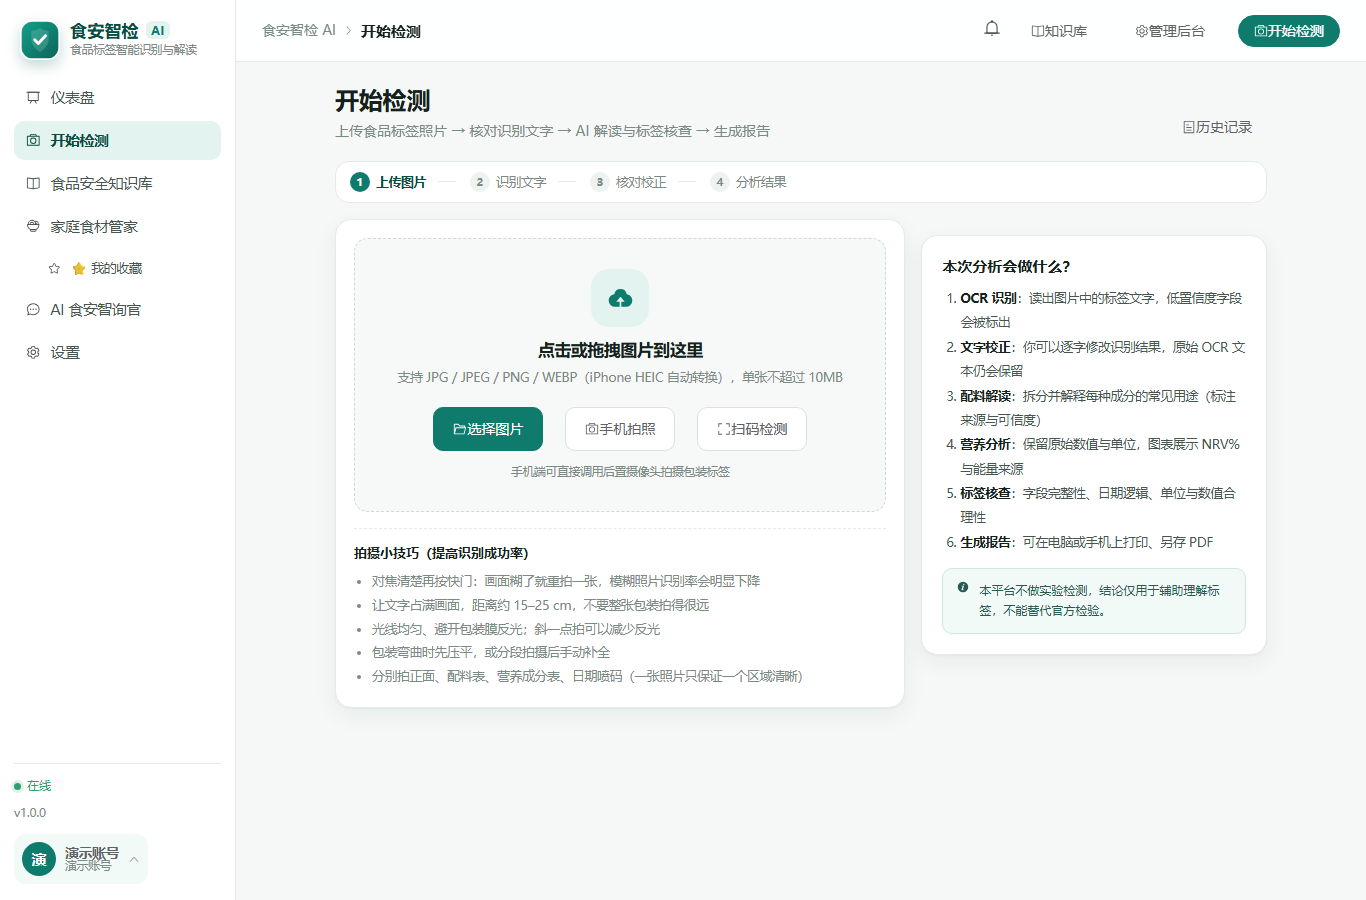 食安智检 AI
食品标签智能识别与解读
仪表盘
开始检测
食品安全知识库
家庭食材管家
我的收藏
AI 食安智询官
设置
在线
v1.0.0
演
演示账号
演示账号
食安智检 AI > 开始检测
知识库
管理后台
开始检测
开始检测
上传食品标签照片 → 核对识别文字 → AI 解读与标签核查 → 生成报告
历史记录
1 上传图片
2 识别文字
3 核对校正
4 分析结果
点击或拖拽图片到这里
支持 JPG / JPEG / PNG / WEBP（iPhone HEIC 自动转换），单张不超过 10MB
选择图片
手机拍照
扫码检测
手机端可直接调用后置摄像头拍摄包装标签
拍摄小技巧（提高识别成功率）
• 对焦清楚再按快门：画面糊了就重拍一张，模糊照片识别率会明显下降
• 让文字占满画面，距离约 15–25 cm，不要整张包装拍得很远
• 光线均匀、避开包装膜反光；斜一点拍可以减少反光
• 包装弯曲时先压平，或分段拍摄后手动补全
• 分别拍正面、配料表、营养成分表、日期喷码（一张照片只保证一个区域清晰）
本次分析会做什么？
1. OCR 识别：读出图片中的标签文字，低置信度字段
会被标出
2. 文字校正：你可以逐字修改识别结果，原始 OCR 文
本仍会保留
3. 配料解读：拆分并解释每种成分的常见用途（标注
来源与可信度）
4. 营养分析：保留原始数值与单位，图表展示 NRV%
与能量来源
5. 标签核查：字段完整性、日期逻辑、单位与数值合
理性
6. 生成报告：可在电脑或手机上打印、另存 PDF
本平台不做实验检测，结论仅用于辅助理解标
签，不能替代官方检验。